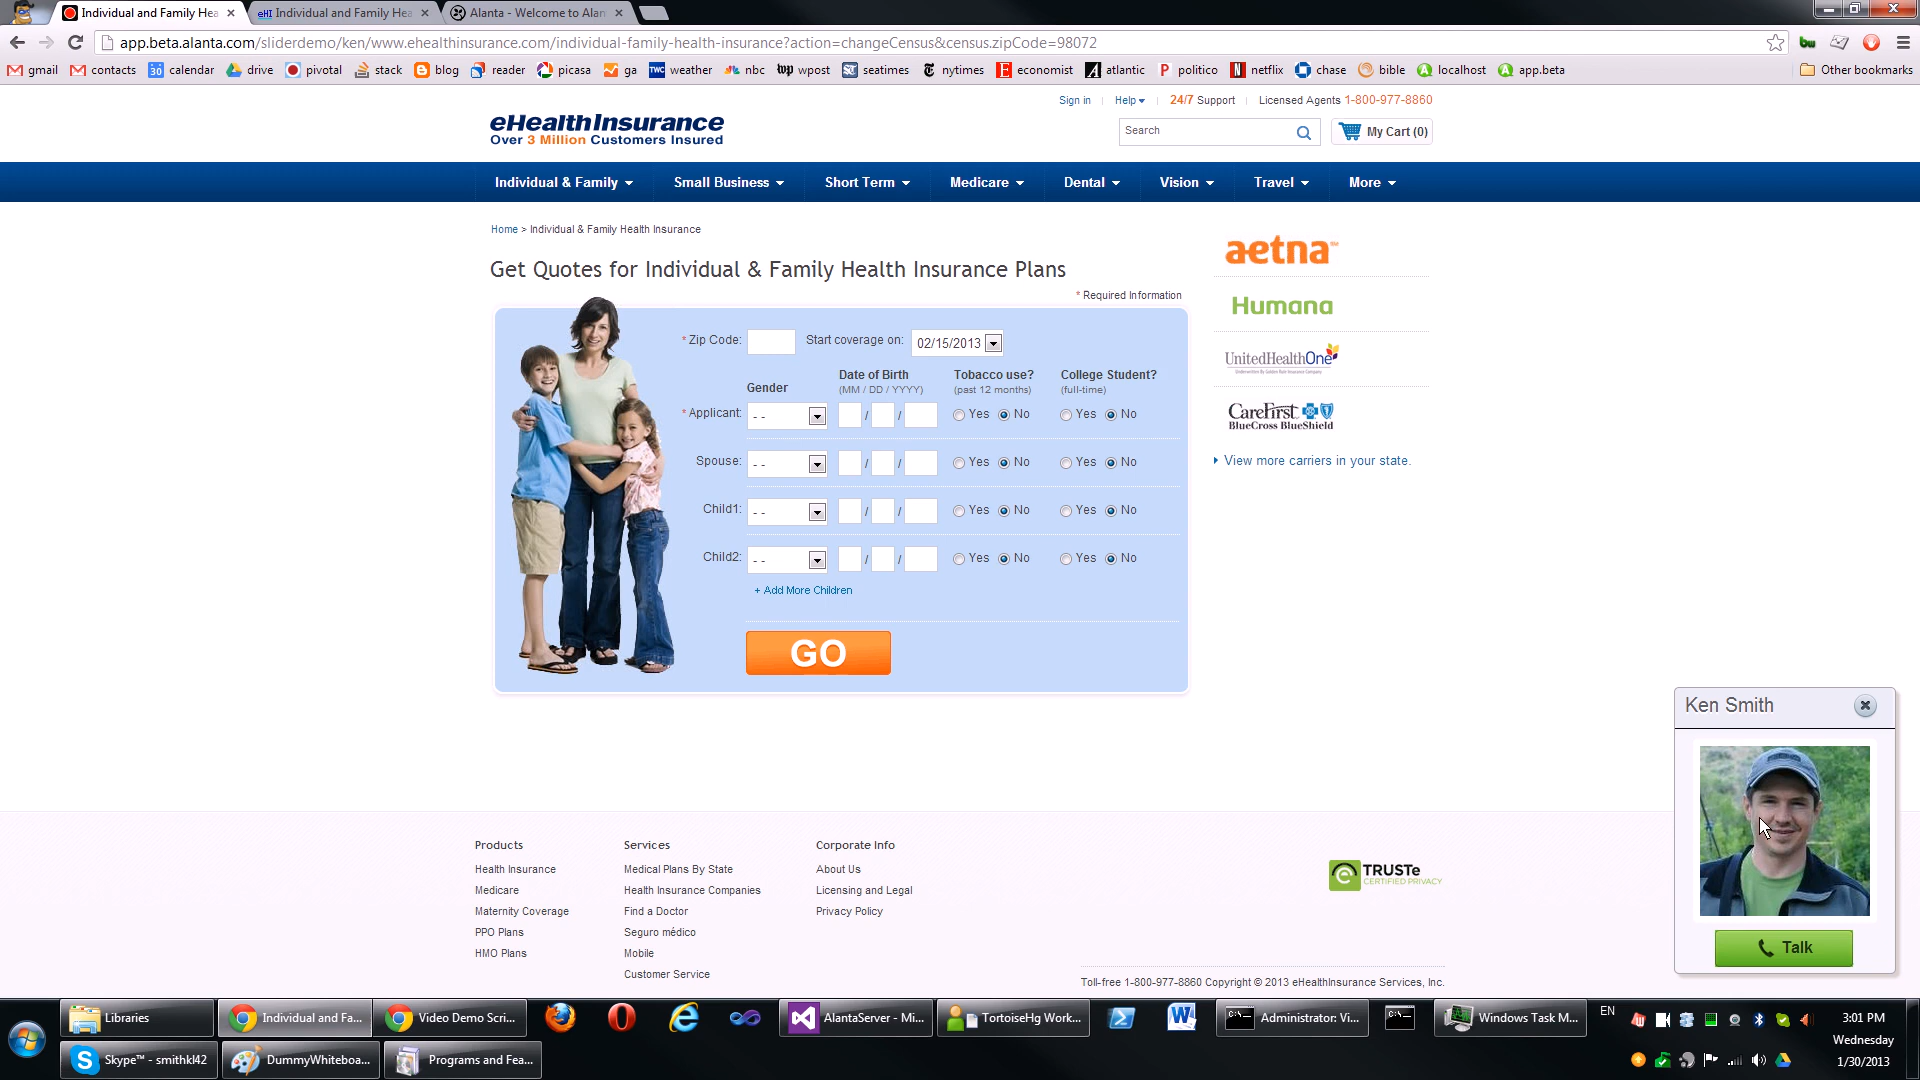 Individual and Family Hea
eHI Individual and Family Hea
Alanta - Welcome to Alan
app.beta.alanta.com/sliderdemo/ken/www.ehealthinsurance.com/individual-family-health-insurance?action=changeCensus&census.zipCode=98072
gmail contacts 30 calendar drive pivotal stack blog reader picasa ga TWC weather nbc wp wpost seatimes nytimes E economist A atlantic P politico N netflix chase bible localhost app.beta Other bookmarks
Sign in Help 24/7 Support Licensed Agents 1-800-977-8860
eHealthInsurance
Over 3 Million Customers Insured
Search
My Cart (0)
Individual & Family Small Business Short Term Medicare Dental Vision Travel More
Home > Individual & Family Health Insurance
Get Quotes for Individual & Family Health Insurance Plans
* Required Information
* Zip Code: Start coverage on: 02/15/2013
Gender Date of Birth Tobacco use? College Student?
(MM / DD / YYYY) (past 12 months) (full-time)
* Applicant: - - / / Yes No Yes No
Spouse: - - / / Yes No Yes No
Child1: - - / / Yes No Yes No
Child2: - - / / Yes No Yes No
+ Add More Children
GO
aetna
Humana
UnitedHealthOne
CareFirst
BlueCross BlueShield
View more carriers in your state.
Ken Smith
Talk
Products Services Corporate Info
Health Insurance Medical Plans By State About Us
Medicare Health Insurance Companies Licensing and Legal
Maternity Coverage Find a Doctor Privacy Policy
PPO Plans Seguro médico
HMO Plans Mobile
Customer Service
TRUSTe
CERTIFIED PRIVACY
Toll-free 1-800-977-8860 Copyright © 2013 eHealthInsurance Services, Inc.
Libraries Individual and Fa... Video Demo Scri... AlantaServer - Mi... TortoiseHg Work... Administrator: Vi... Windows Task M...
Skype™ - smithkl42 DummyWhiteboa... Programs and Fea...
EN
3:01 PM
Wednesday
1/30/2013